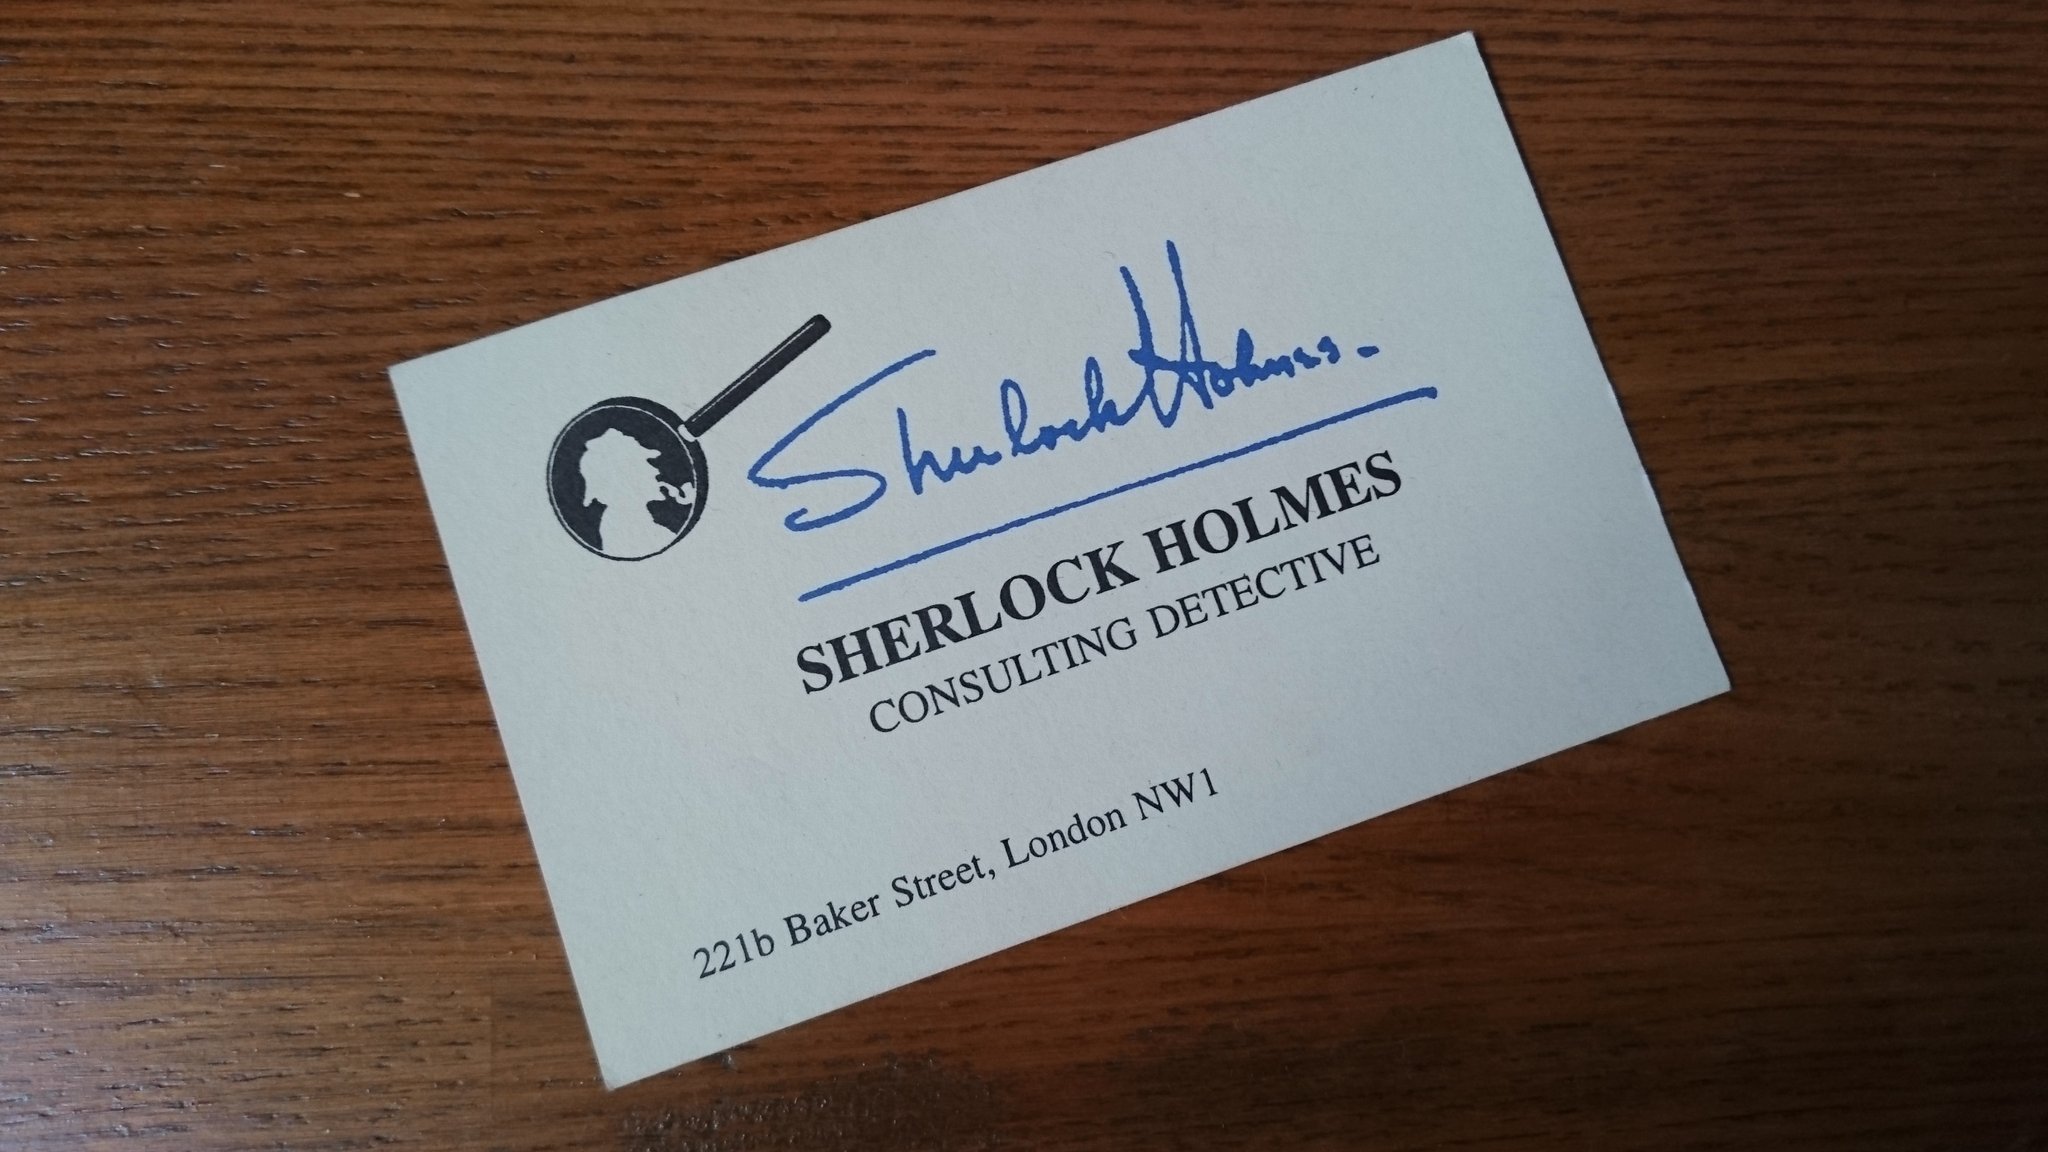 Sherlock Holmes.
SHERLOCK HOLMES
CONSULTING DETECTIVE
221b Baker Street, London NW1